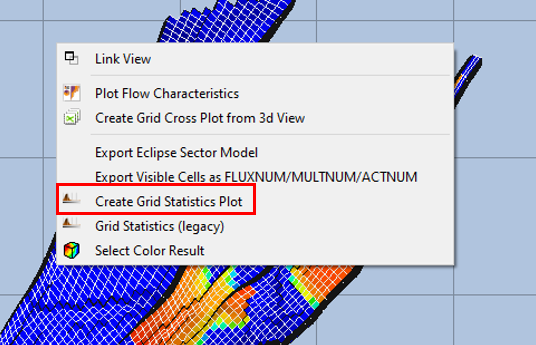 Link View
Plot Flow Characteristics
Create Grid Cross Plot from 3d View
Export Eclipse Sector Model
Export Visible Cells as FLUXNUM/MULTNUM/ACTNUM
Create Grid Statistics Plot
Grid Statistics (legacy)
Select Color Result